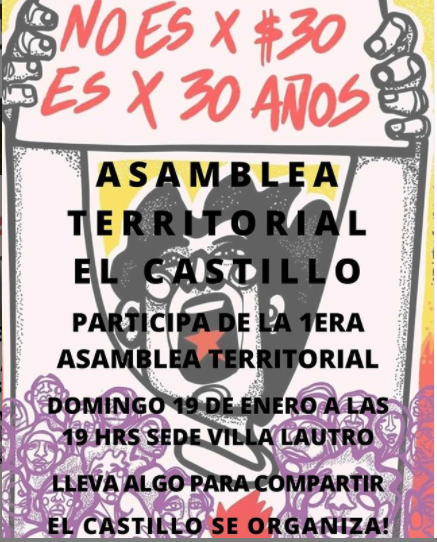 NO ES X $30
ES X 30 AÑOS
ASAMBLEA
TERRITORIAL
EL CASTILLO
PARTICIPA DE LA 1ERA
ASAMBLEA TERRITORIAL
DOMINGO 19 DE ENERO A LAS
19 HRS SEDE VILLA LAUTRO
LLEVA ALGO PARA COMPARTIR
EL CASTILLO SE ORGANIZA!